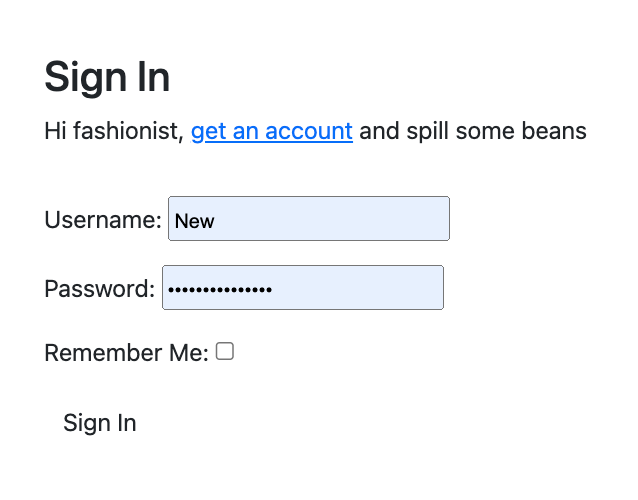 Sign In
Hi fashionist, get an account and spill some beans
Username: New
Password: •••••••••••••••
Remember Me:
Sign In